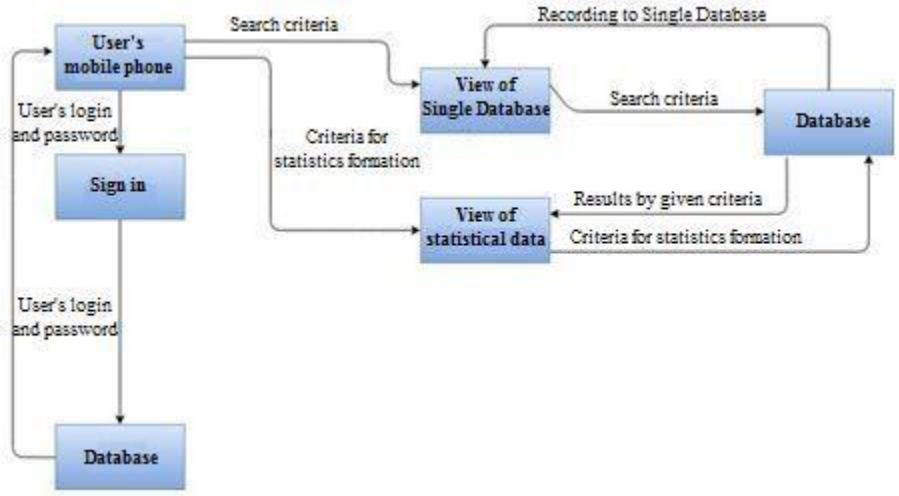 Recording to Single Database
Search criteria
User's
mobile phone
View of
Single Database
Search criteria
User's login
and password
Database
Criteria for
statistics formation
Sign in
Results by given criteria
View of
statistical data
Criteria for statistics formation
User's login
and password
Database